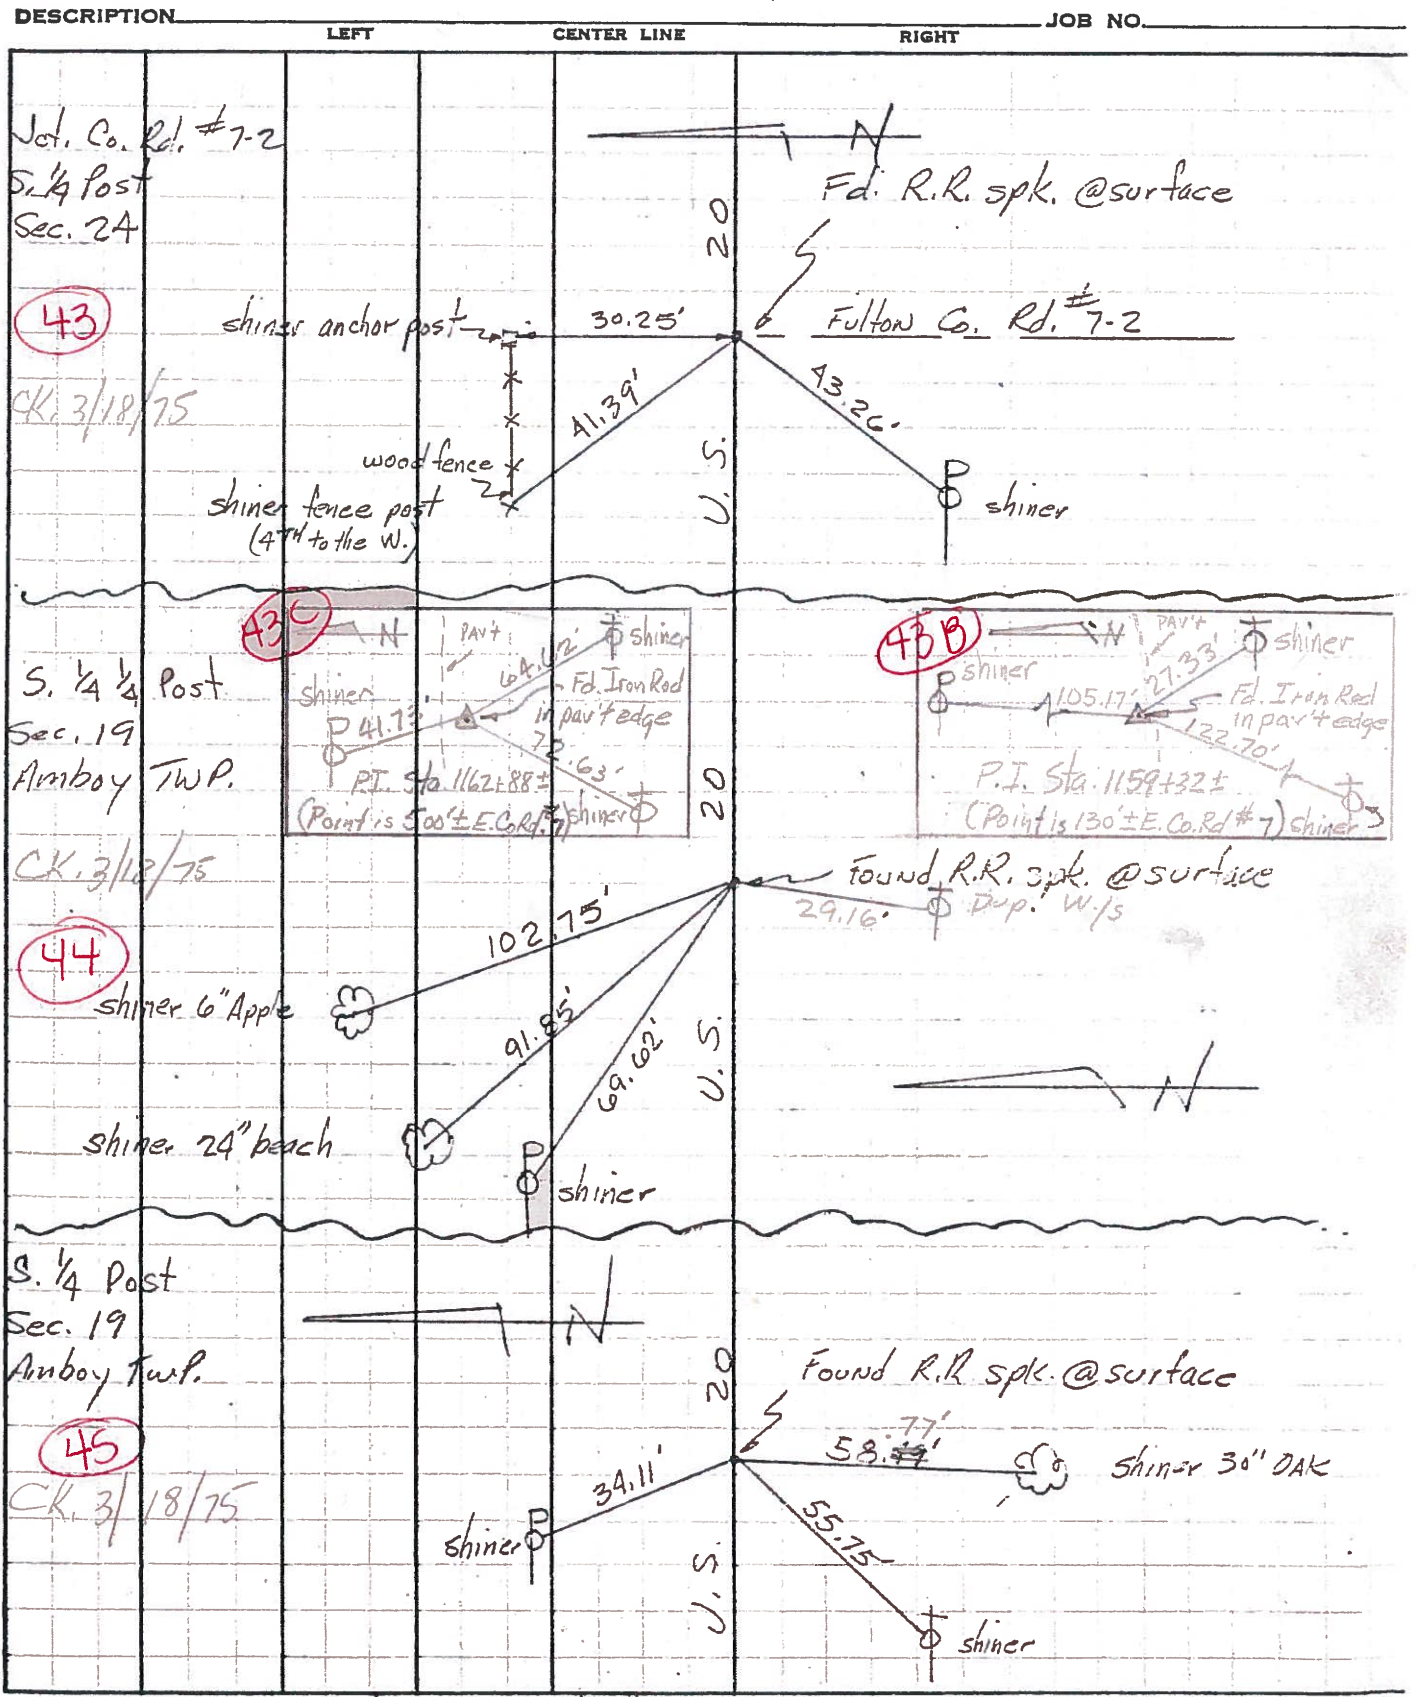 DESCRIPTION JOB NO.
LEFT CENTER LINE RIGHT
Jct. Co. Rd. #7-2
S. 1/4 Post
Sec. 24
43
CK. 3/18/75
N
Fd. R.R. spk. @surface
U.S. 20
shiner anchor post
30.25'
Fulton Co. Rd. #7-2
41.39'
43.26'
wood fence
shiner fence post
(4TH to the W.)
P
shiner
43C
N
PAV'T
64.62'
shiner
shiner
P
41.7
Fd. Iron Rod
in pav't edge
72.63'
P.I. Sta. 1162+88±
(Point is 500'± E. Co Rd. #7)
shiner
43B
N
PAV'T
27.33'
shiner
shiner
P
105.17'
Fd. Iron Rod
in pav't edge
122.70'
P.I. Sta. 1159+32±
(Point is 130'± E. Co. Rd #7) shiner
S. 1/4 1/4 Post
Sec. 19
Amboy TWP.
CK. 3/18/75
44
U.S. 20
Found R.R. spk. @surface
29.16'
Dup. W/s
102.75'
shiner 6" Apple
91.85'
69.62'
shiner 24" beach
P
shiner
N
S. 1/4 Post
Sec. 19
Amboy Twp.
45
CK. 3/18/75
N
U.S. 20
Found R.R spk. @surface
.77'
58.
shiner 30" OAK
34.11'
P
shiner
55.75'
shiner